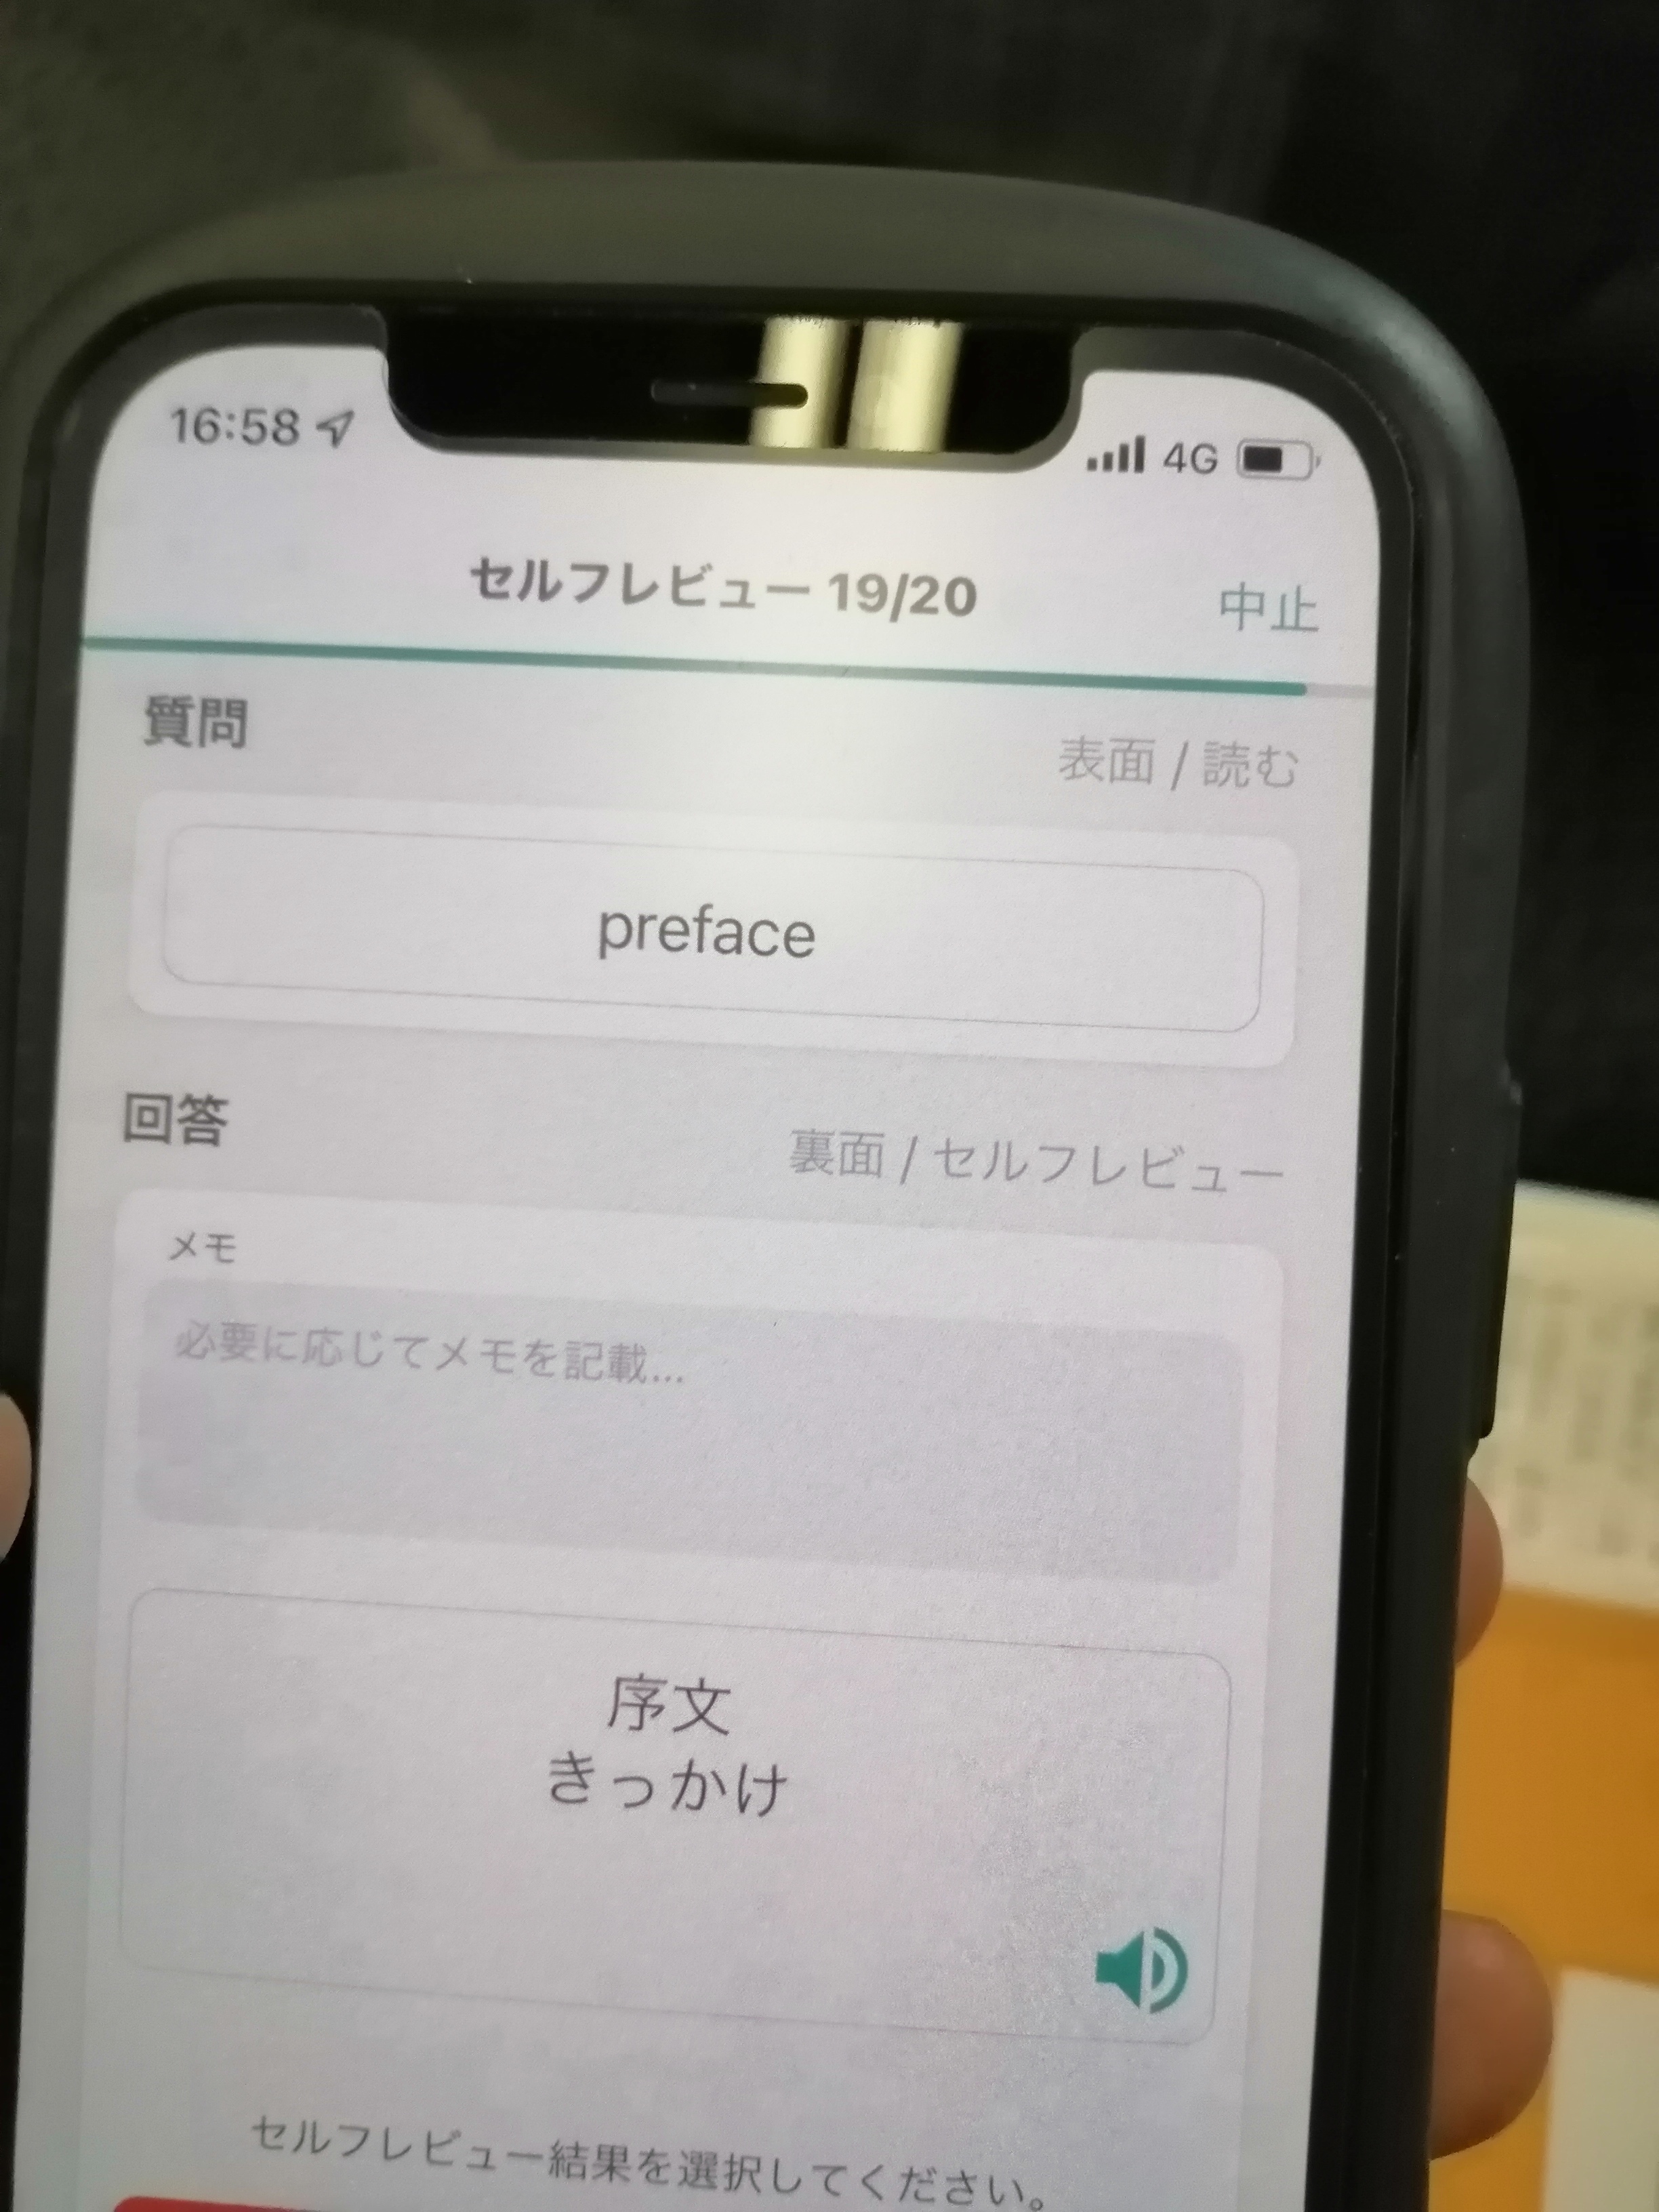 16:58
4G
セルフレビュー 19/20
中止
質問
表面 / 読む
preface
回答
裏面 / セルフレビュー
メモ
必要に応じてメモを記載...
序文
きっかけ
セルフレビュー結果を選択してください。